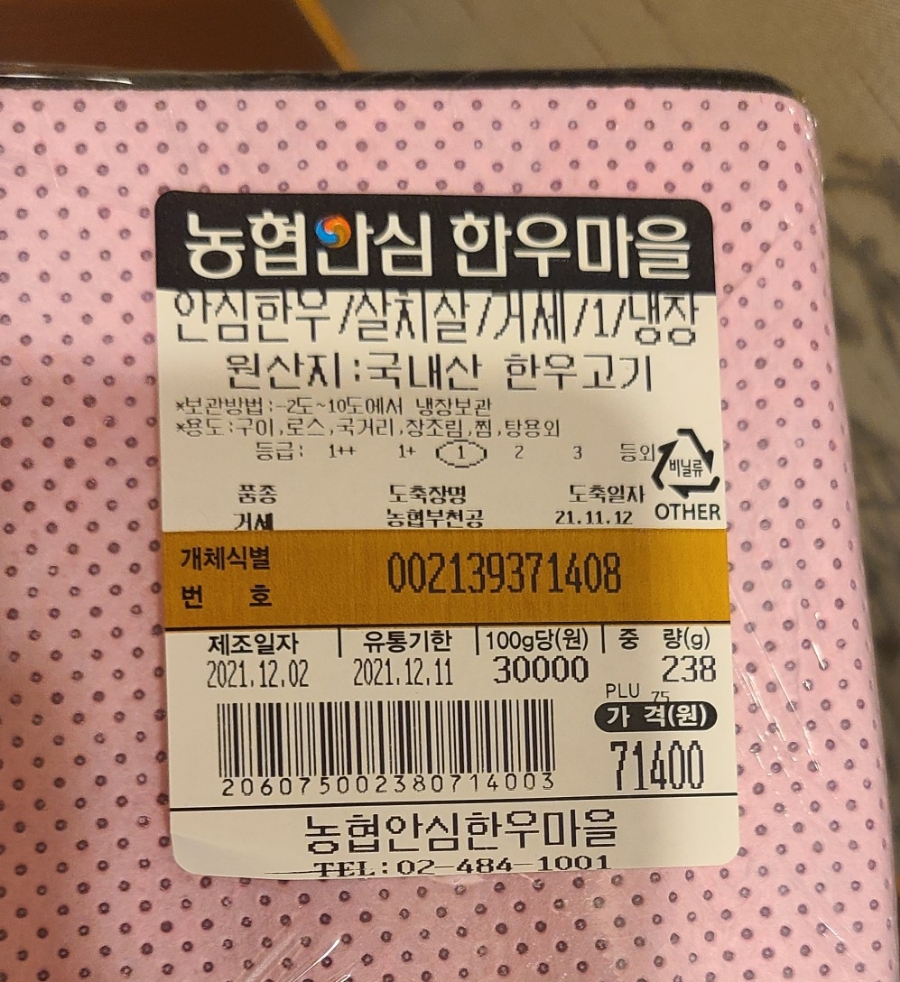 농협안심 한우마을
안심한우/살치살/거세/1/냉장
원산지:국내산 한우고기
*보관방법:-2도~10도에서 냉장보관
*용도:구이,로스,국거리,장조림,찜,탕용외
등급: 1++ 1+ 1 2 3 등외
비닐류
OTHER
품종 도축장명 도축일자
거세 농협부천공 21.11.12
개체식별
번 호
002139371408
제조일자 유통기한 100g당(원) 중 량(g)
2021.12.02 2021.12.11 30000 238
PLU 75
가 격(원)
71400
2060750023807140​03
농협안심한우마을
TEL:02-484-1001